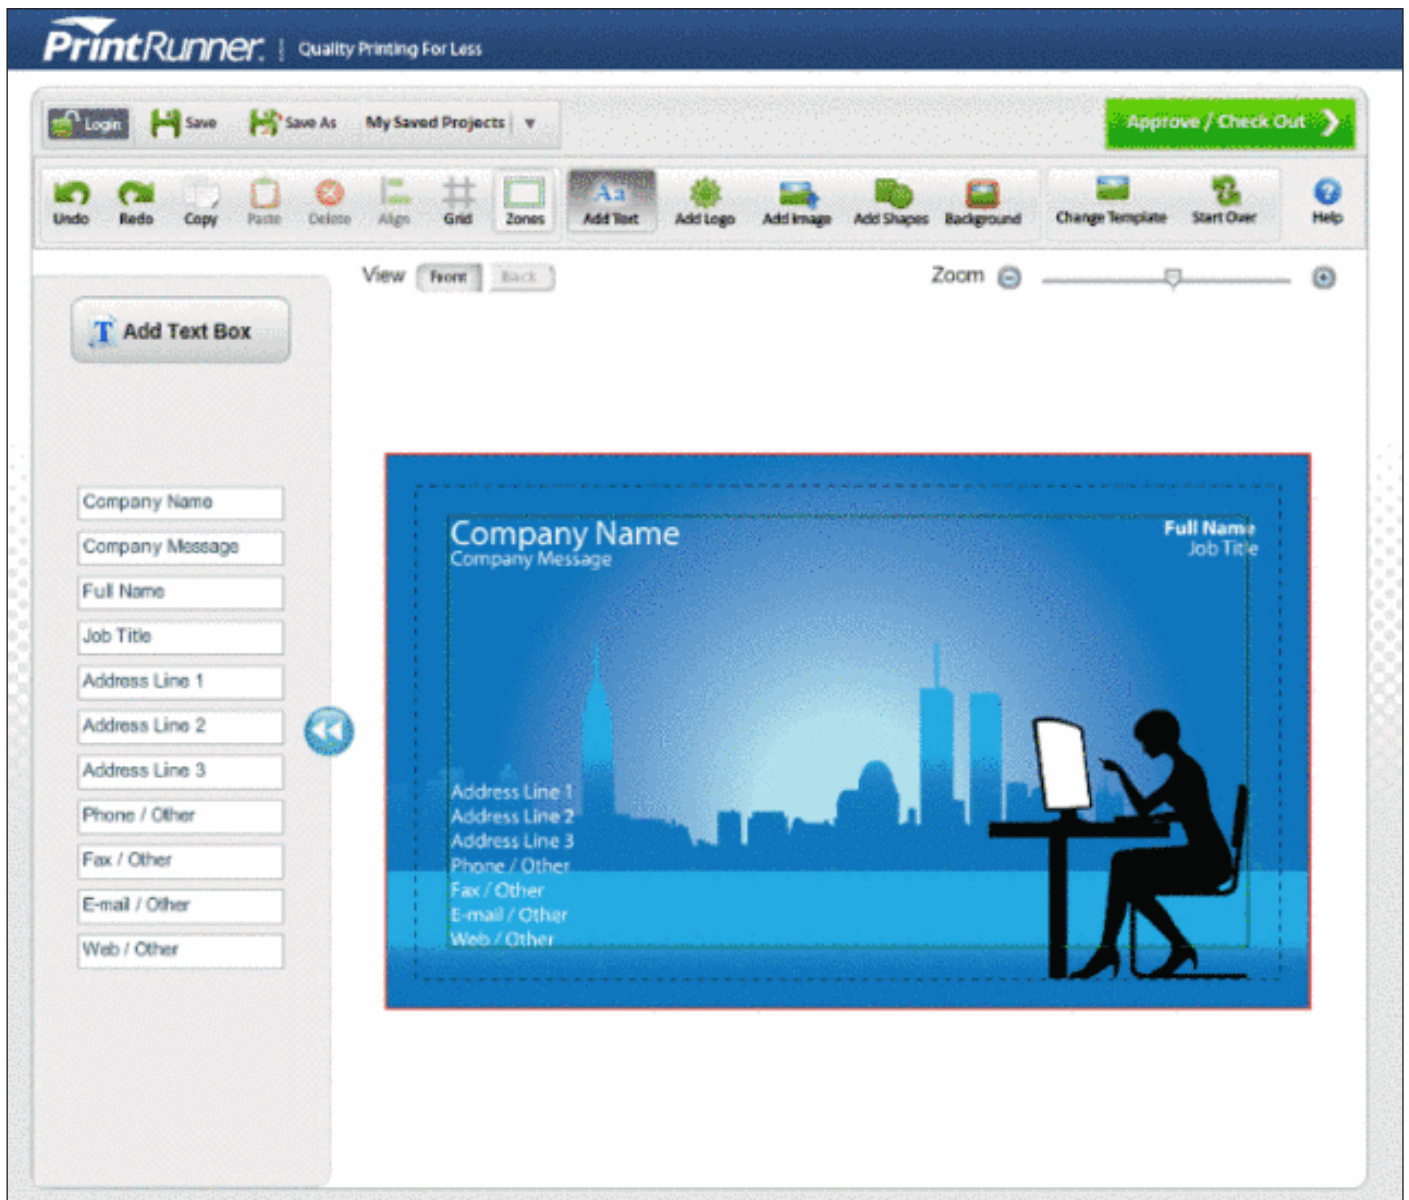 PrintRunner. | Quality Printing For Less
Login Save Save As My Saved Projects Approve / Check Out
Undo Redo Copy Paste Delete Align Grid Zones Add Text Add Logo Add Image Add Shapes Background Change Template Start Over Help
View Front Back Zoom
Add Text Box
Company Name
Company Message
Full Name
Job Title
Address Line 1
Address Line 2
Address Line 3
Phone / Other
Fax / Other
E-mail / Other
Web / Other
Company Name
Company Message
Full Name
Job Title
Address Line 1
Address Line 2
Address Line 3
Phone / Other
Fax / Other
E-mail / Other
Web / Other